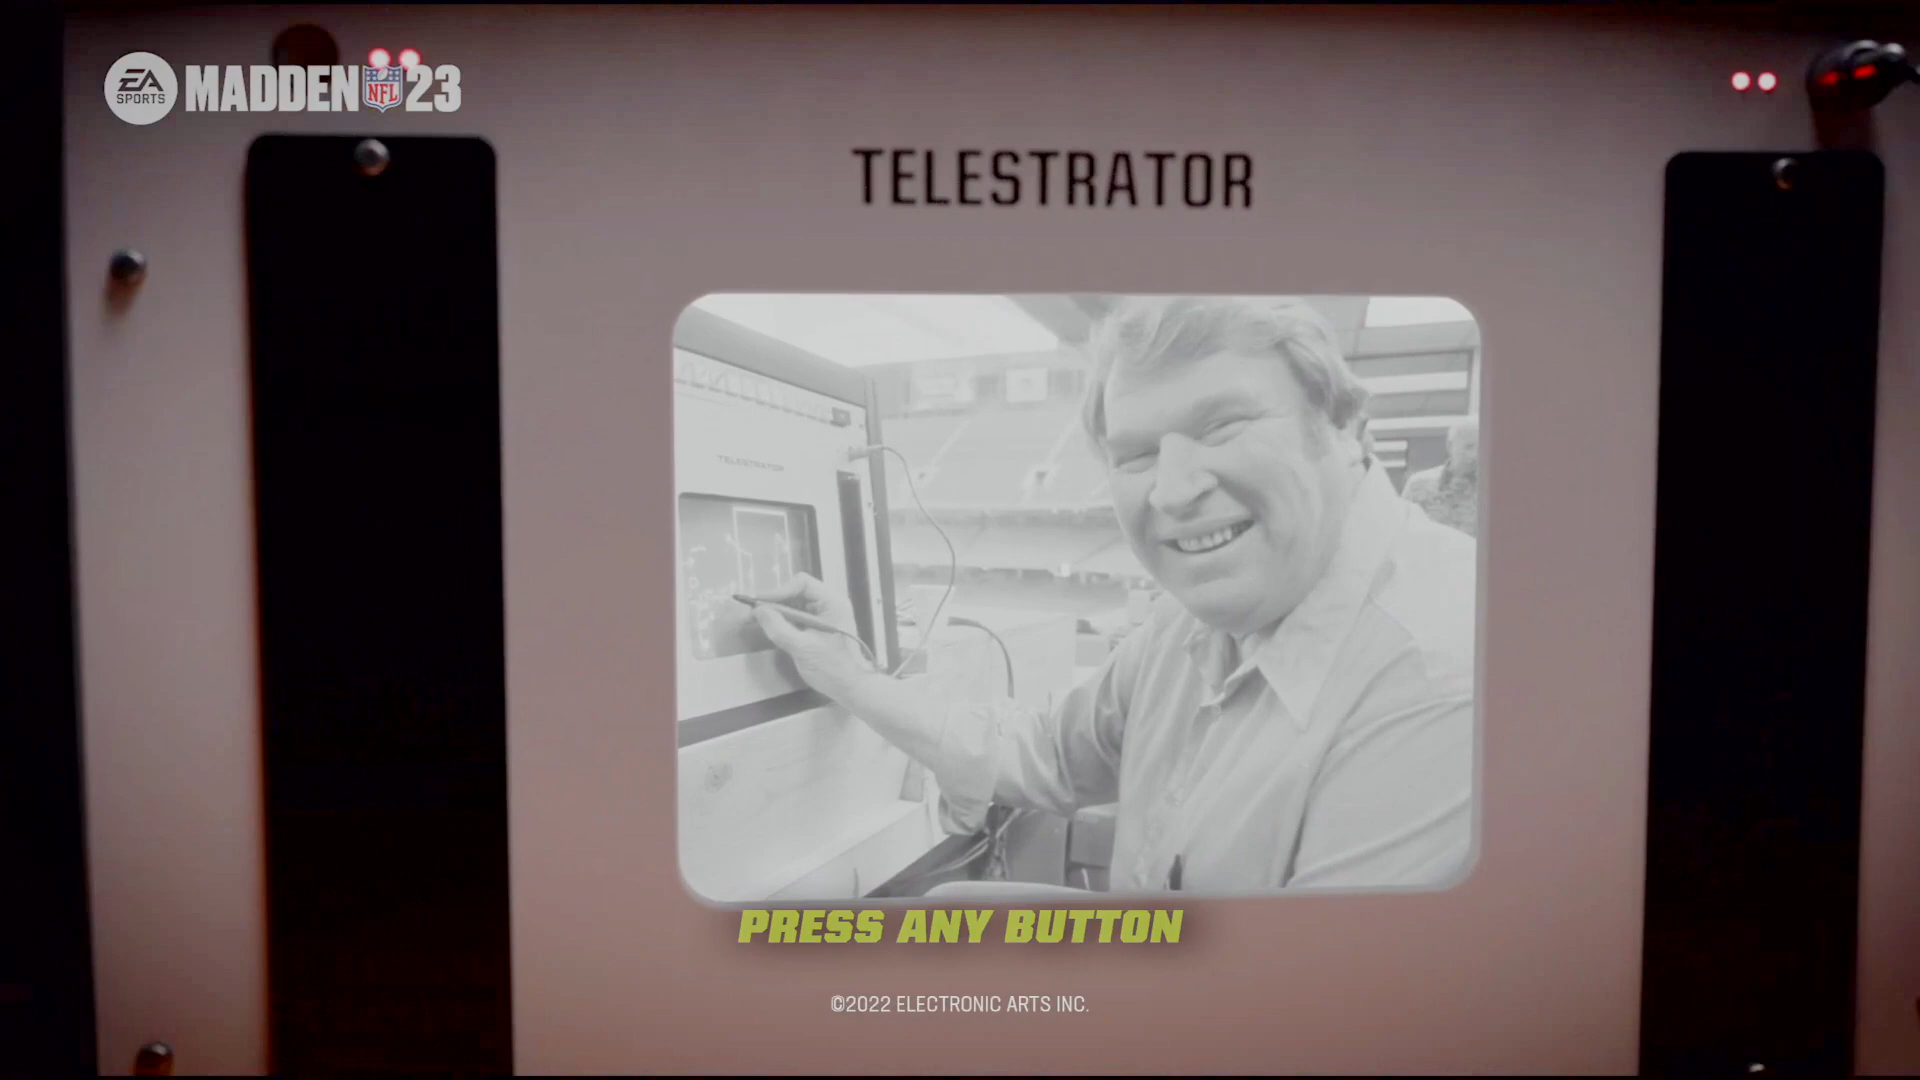 EA
SPORTS
MADDEN NFL 23
TELESTRATOR
TELESTRATOR
PRESS ANY BUTTON
©2022 ELECTRONIC ARTS INC.